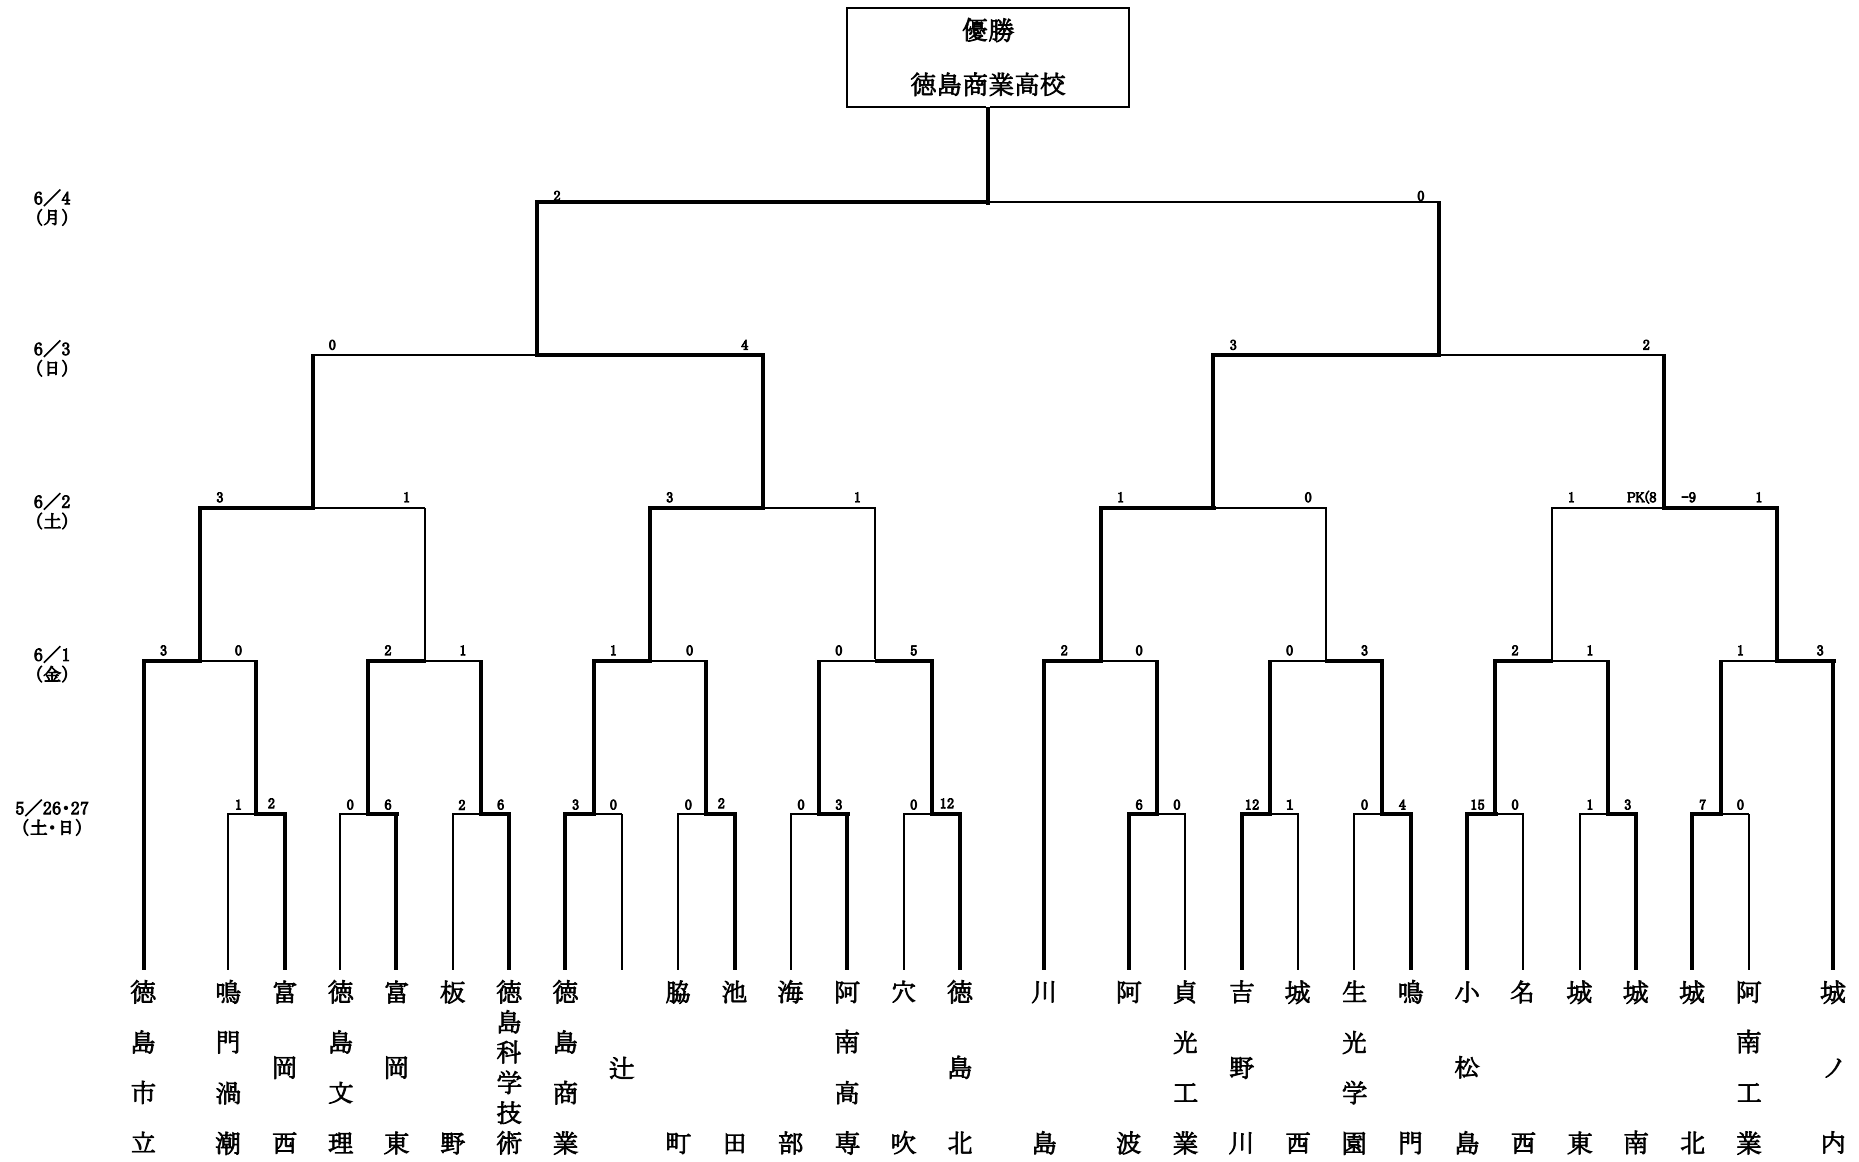 優勝
徳島商業高校
6／4
（月）
2 0
6／3
（日）
0 4 3 2
6／2
（土）
3 1 3 1 1 0 1 PK(8 -9 1
6／1
（金）
3 0 2 1 1 0 0 5 2 0 0 3 2 1 1 3
5／26・27
（土・日）
1 2 0 6 2 6 3 0 0 2 0 3 0 12 6 0 12 1 0 4 15 0 1 3 7 0
徳島市立
鳴門渦潮
富岡西
徳島文理
富岡東
板野
徳島科学技術
徳島商業
辻
脇町
池田
海部
阿南高専
穴吹
徳島北
川島
阿波
貞光工業
吉野川
城西
生光学園
鳴門
小松島
名西
城東
城南
城北
阿南工業
城ノ内